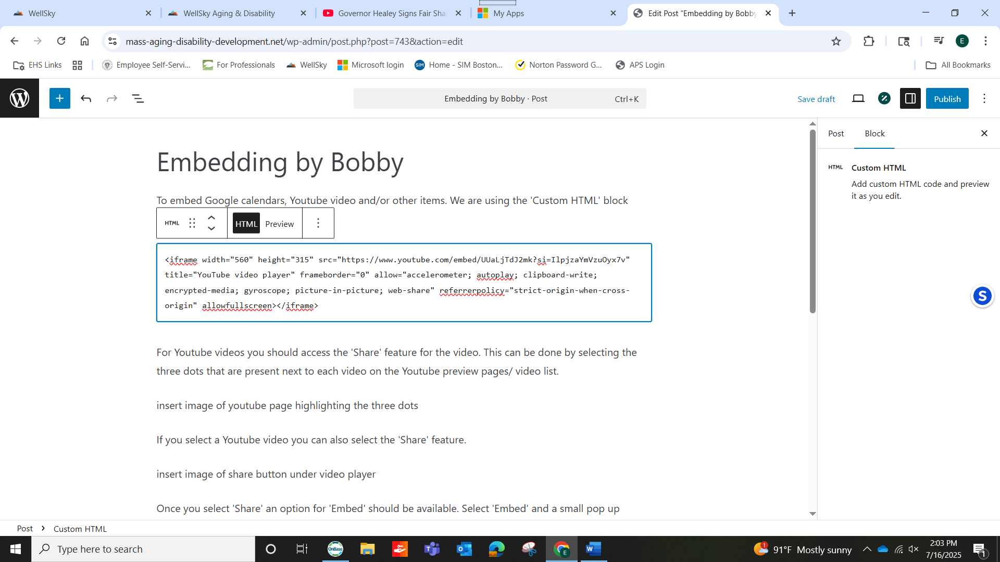 WellSky
WellSky Aging & Disability
Governor Healey Signs Fair Sha
My Apps
Edit Post “Embedding by Bobby
mass-aging-disability-development.net/wp-admin/post.php?post=743&action=edit
E
EHS Links
Employee Self-Servi...
For Professionals
WellSky
Microsoft login
SIM
Home - SIM Boston...
Norton Password G...
APS Login
All Bookmarks
Embedding by Bobby · Post
Ctrl+K
Save draft
Publish
Post
Block
Embedding by Bobby
To embed Google calendars, Youtube video and/or other items. We are using the 'Custom HTML' block
HTML
HTML
Preview
<iframe width="560" height="315" src="https://www.youtube.com/embed/UUaLjTdJ2mk?si=IlpjzaYmVzuOyx7v"
title="YouTube video player" frameborder="0" allow="accelerometer; autoplay; clipboard-write;
encrypted-media; gyroscope; picture-in-picture; web-share" referrerpolicy="strict-origin-when-cross-
origin" allowfullscreen></iframe>
HTML
Custom HTML
Add custom HTML code and preview
it as you edit.
S
For Youtube videos you should access the 'Share' feature for the video. This can be done by selecting the
three dots that are present next to each video on the Youtube preview pages/ video list.
insert image of youtube page highlighting the three dots
If you select a Youtube video you can also select the 'Share' feature.
insert image of share button under video player
Once you select 'Share' an option for 'Embed' should be available. Select 'Embed' and a small pop up
Post
Custom HTML
Type here to search
OnBase
1
91°F Mostly sunny
2:03 PM
7/16/2025
1